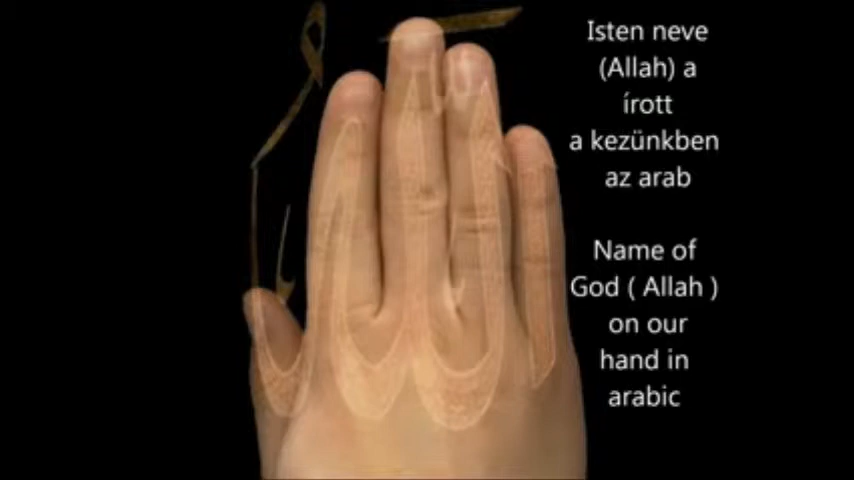 Isten neve
(Allah) a
írott
a kezünkben
az arab
Name of
God ( Allah )
on our
hand in
arabic